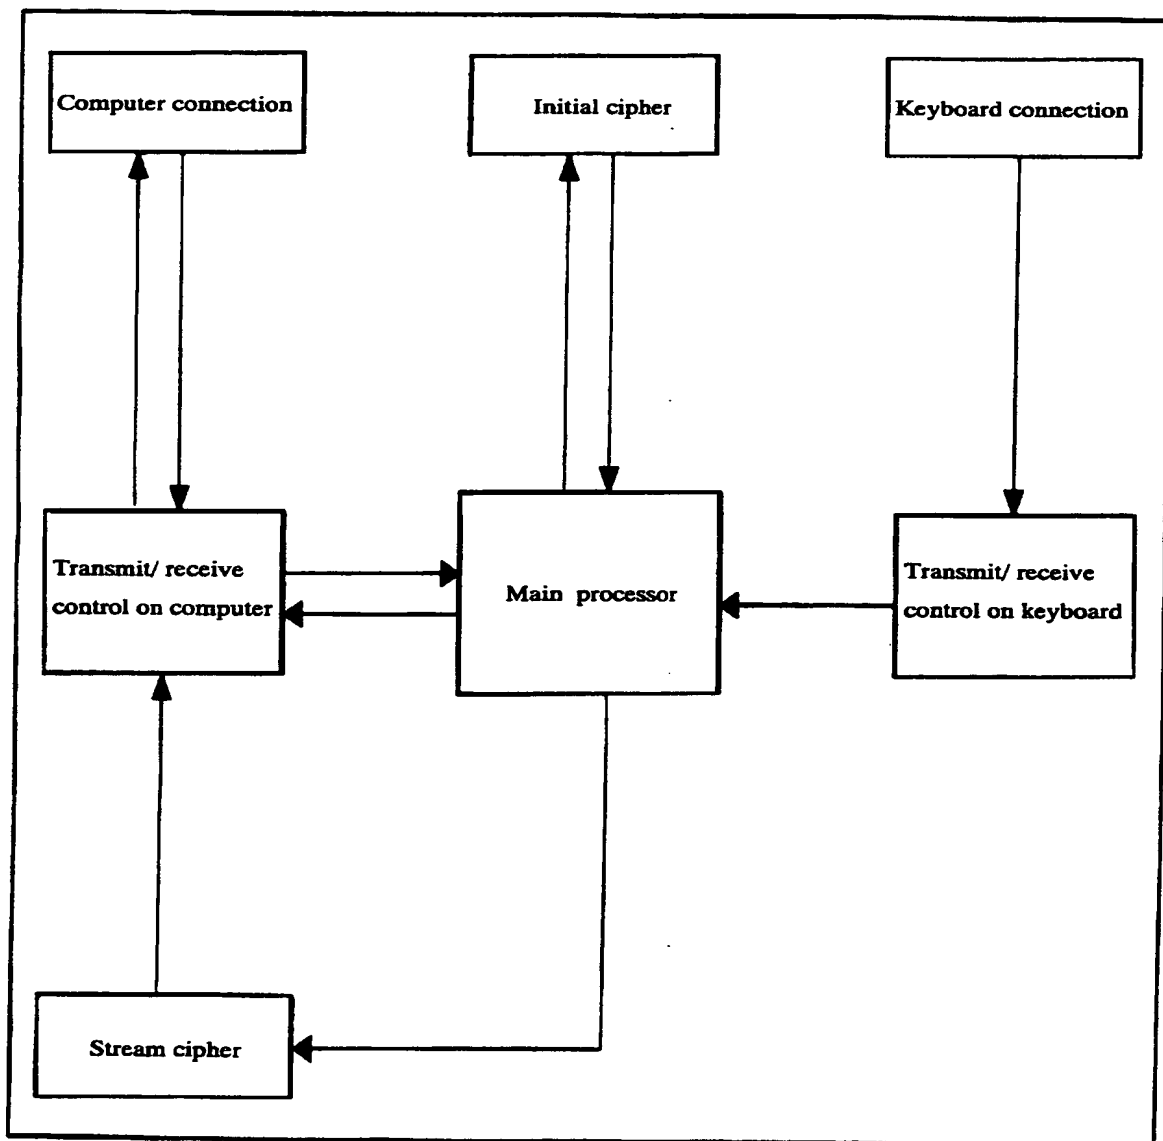 Computer connection
Initial cipher
Keyboard connection
Transmit/ receive
control on computer
Main processor
Transmit/ receive
control on keyboard
Stream cipher